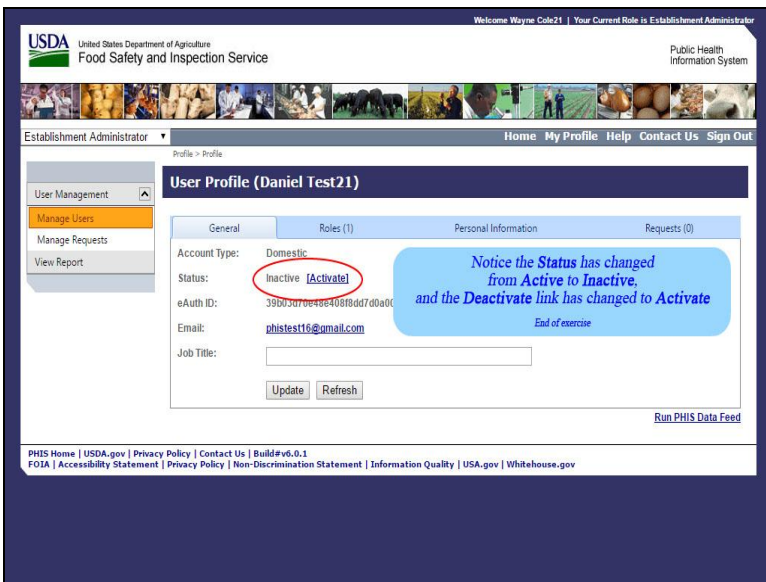 Welcome Wayne Cole21 | Your Current Role is Establishment Administrator
USDA
United States Department of Agriculture
Food Safety and Inspection Service
Public Health
Information System
Establishment Administrator
Home My Profile Help Contact Us Sign Out
Profile > Profile
User Management
Manage Users
Manage Requests
View Report
User Profile (Daniel Test21)
General Roles (1) Personal Information Requests (0)
Account Type: Domestic
Status: Inactive [Activate]
eAuth ID:
Email: phistest16@gmail.com
Job Title:
Notice the Status has changed
from Active to Inactive,
and the Deactivate link has changed to Activate
End of exercise
Update Refresh
Run PHIS Data Feed
PHIS Home | USDA.gov | Privacy Policy | Contact Us | Build#v6.0.1
FOIA | Accessibility Statement | Privacy Policy | Non-Discrimination Statement | Information Quality | USA.gov | Whitehouse.gov